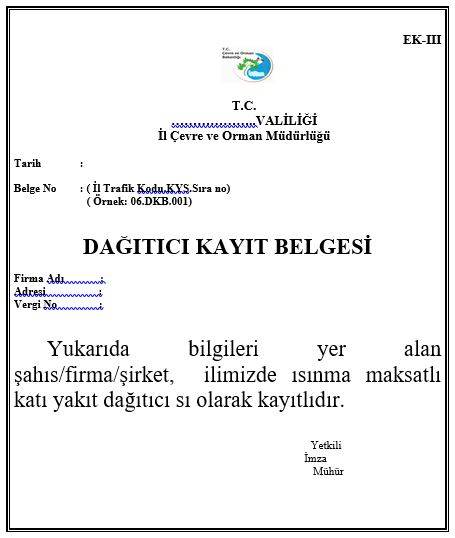 EK-III
T.C.
Çevre ve Orman
Bakanlığı
T.C.
....................VALİLİĞİ
İl Çevre ve Orman Müdürlüğü
Tarih :
Belge No : ( İl Trafik Kodu.KYS.Sıra no)
( Örnek: 06.DKB.001)
DAĞITICI KAYIT BELGESİ
Firma Adı :
Adresi :
Vergi No :
Yukarıda bilgileri yer alan
şahıs/firma/şirket, ilimizde ısınma maksatlı
katı yakıt dağıtıcı sı olarak kayıtlıdır.
Yetkili
İmza
Mühür